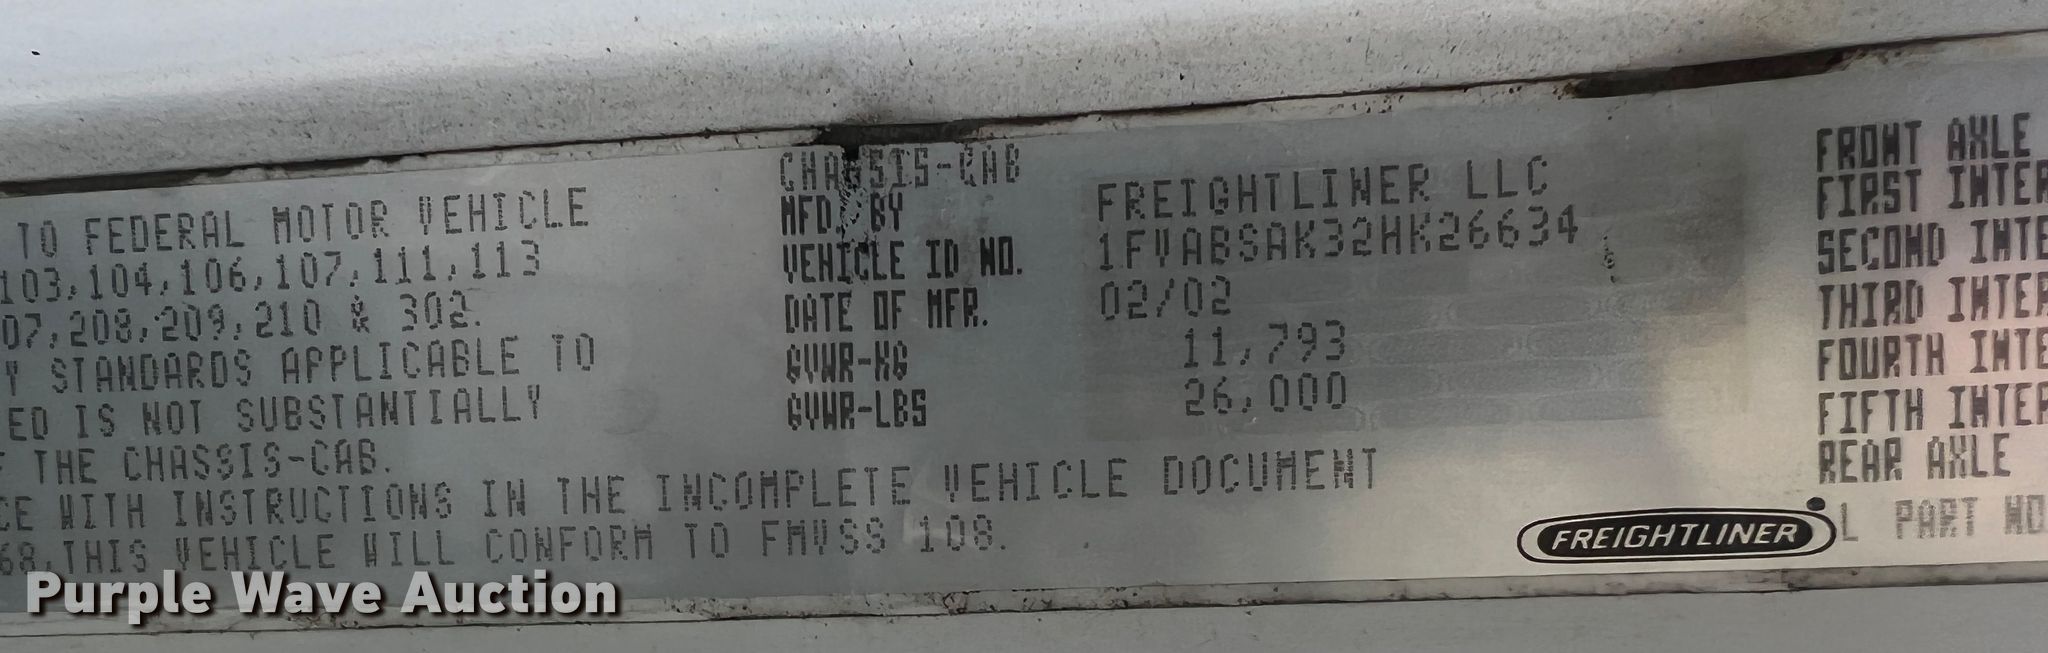 TO FEDERAL MOTOR VEHICLE
103,104,106,107,111,113
07,208,209,210 & 302.
Y STANDARDS APPLICABLE TO
ED IS NOT SUBSTANTIALLY
F THE CHASSIS-CAB.
CE WITH INSTRUCTIONS IN THE INCOMPLETE VEHICLE DOCUMENT
68,THIS VEHICLE WILL CONFORM TO FMVSS 108.
CHASSIS-CAB
MFD. BY FREIGHTLINER LLC
VEHICLE ID NO. 1FVABSAK32HK26634
DATE OF MFR. 02/02
GVWR-KG 11,793
GVWR-LBS 26,000
FRONT AXLE
FIRST INTER
SECOND INTE
THIRD INTER
FOURTH INTE
FIFTH INTER
REAR AXLE
FREIGHTLINER
L PART NO
Purple Wave Auction